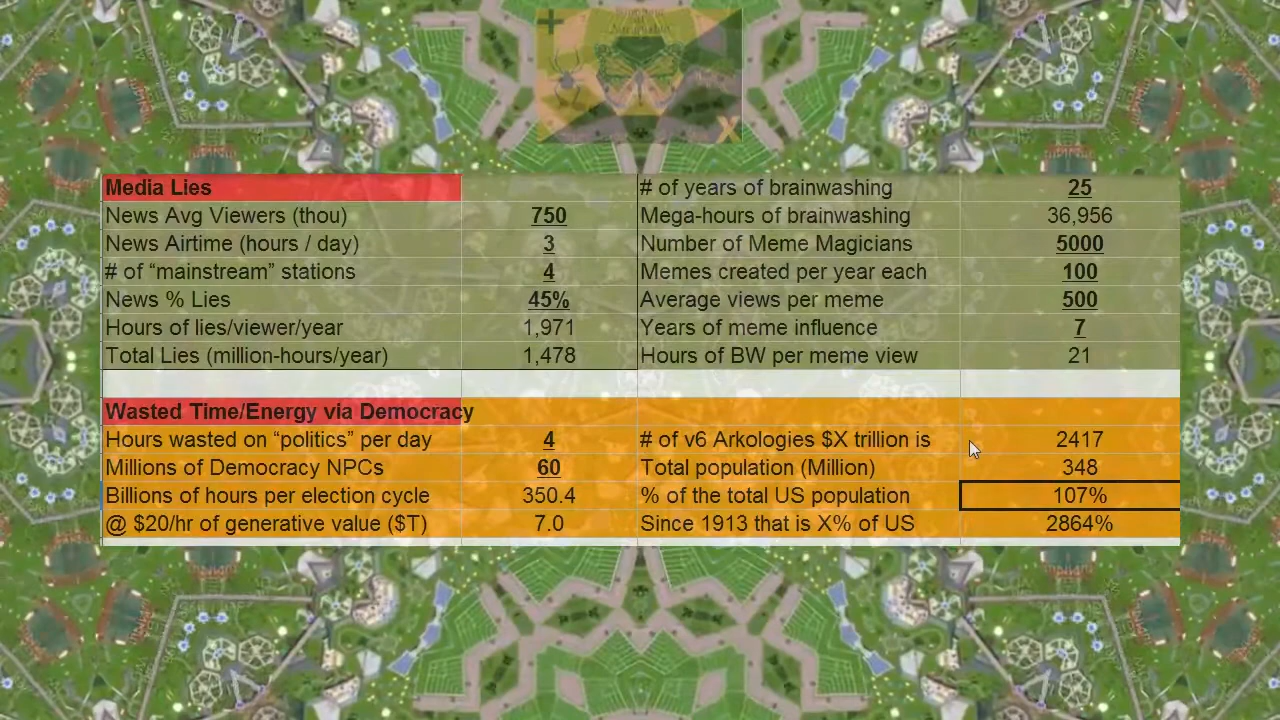 X
Media Lies # of years of brainwashing 25
News Avg Viewers (thou) 750 Mega-hours of brainwashing 36,956
News Airtime (hours / day) 3 Number of Meme Magicians 5000
# of “mainstream” stations 4 Memes created per year each 100
News % Lies 45% Average views per meme 500
Hours of lies/viewer/year 1,971 Years of meme influence 7
Total Lies (million-hours/year) 1,478 Hours of BW per meme view 21
Wasted Time/Energy via Democracy
Hours wasted on “politics” per day 4 # of v6 Arkologies $X trillion is 2417
Millions of Democracy NPCs 60 Total population (Million) 348
Billions of hours per election cycle 350.4 % of the total US population 107%
@ $20/hr of generative value ($T) 7.0 Since 1913 that is X% of US 2864%